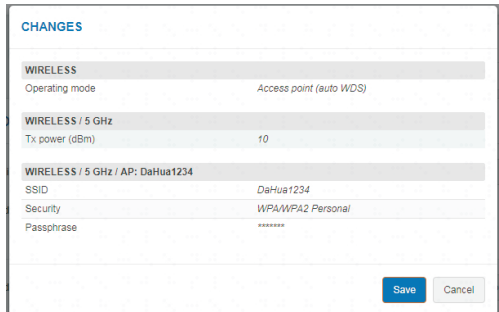 CHANGES
WIRELESS
Operating mode Access point (auto WDS)
WIRELESS / 5 GHz
Tx power (dBm) 10
WIRELESS / 5 GHz / AP: DaHua1234
SSID DaHua1234
Security WPA/WPA2 Personal
Passphrase *******
Save Cancel